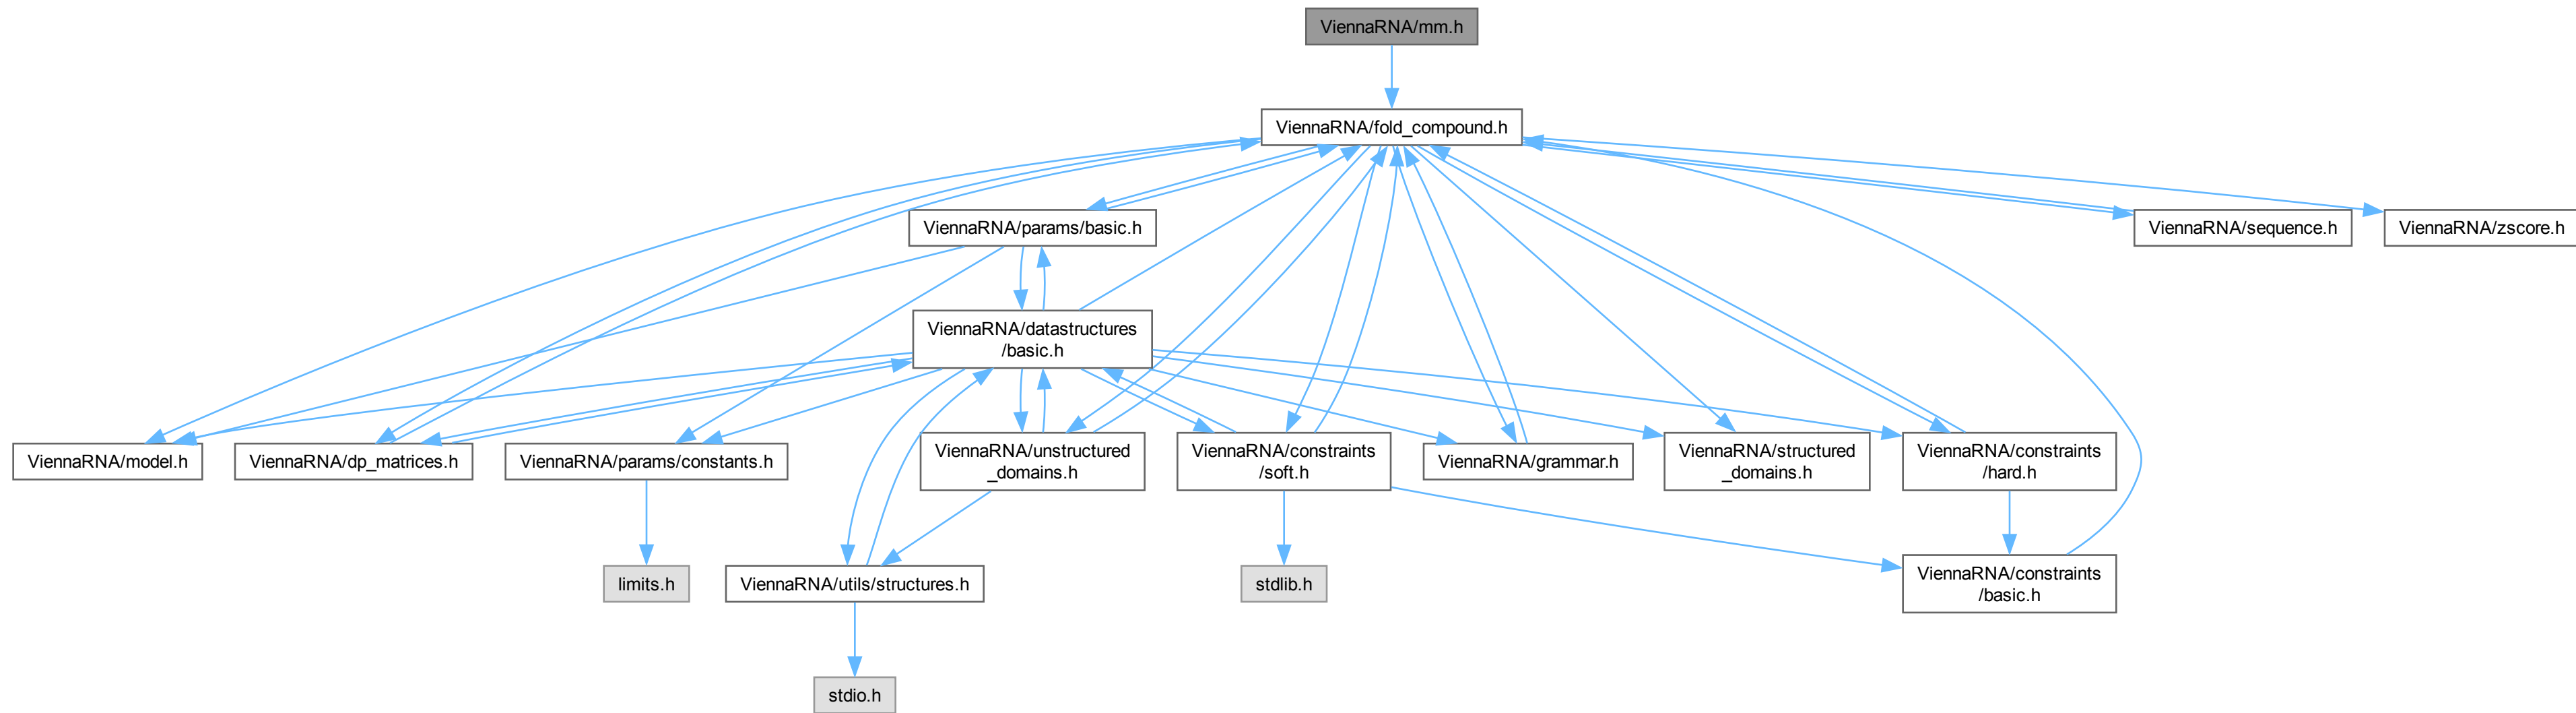 ViennaRNA/mm.h
ViennaRNA/fold_compound.h
ViennaRNA/params/basic.h
ViennaRNA/sequence.h
ViennaRNA/zscore.h
ViennaRNA/datastructures
/basic.h
ViennaRNA/model.h
ViennaRNA/dp_matrices.h
ViennaRNA/params/constants.h
ViennaRNA/unstructured
_domains.h
ViennaRNA/constraints
/soft.h
ViennaRNA/grammar.h
ViennaRNA/structured
_domains.h
ViennaRNA/constraints
/hard.h
limits.h
ViennaRNA/utils/structures.h
stdlib.h
ViennaRNA/constraints
/basic.h
stdio.h